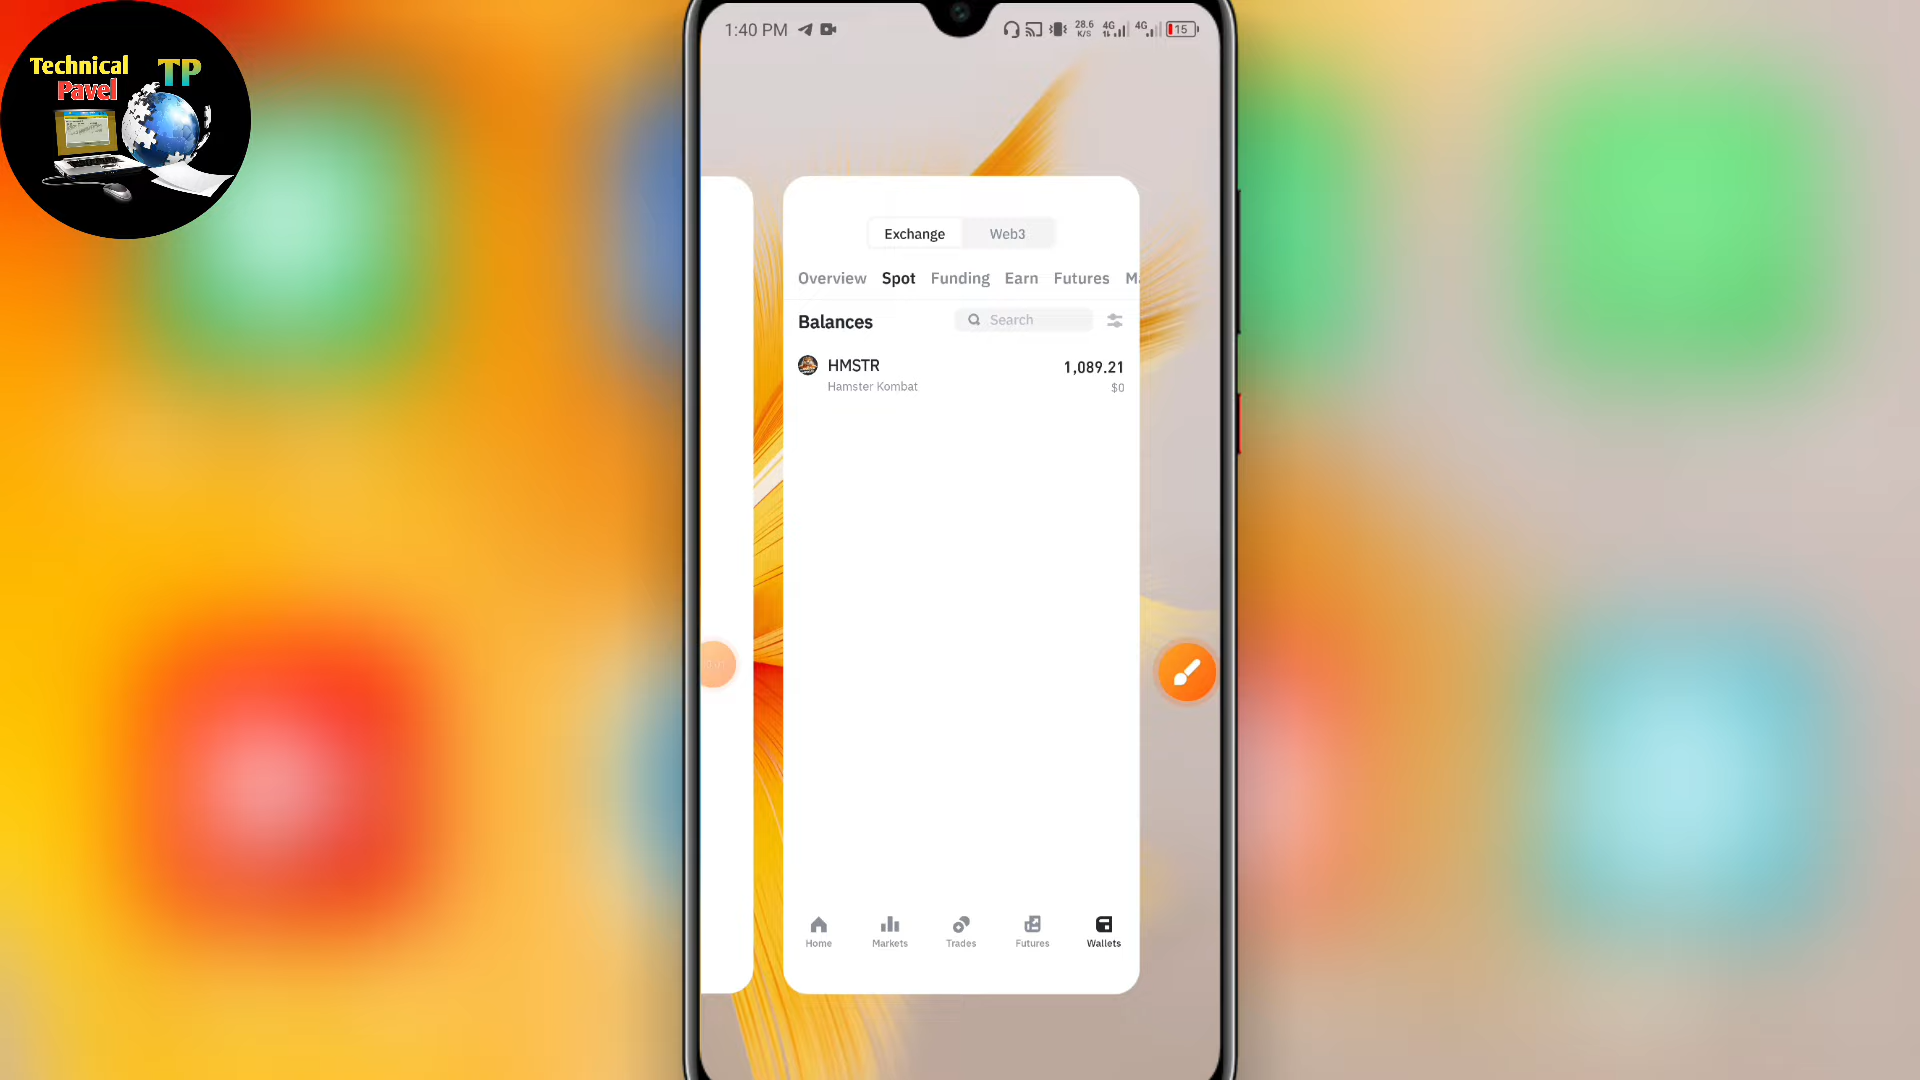 Technical TP
Pavel
1:40 PM
28.6
K/S
4G
4G
15
Exchange
Web3
Overview
Spot
Funding
Earn
Futures
Ma
Balances
Search
HMSTR
1,089.21
Hamster Kombat
$0
Home
Markets
Trades
Futures
Wallets